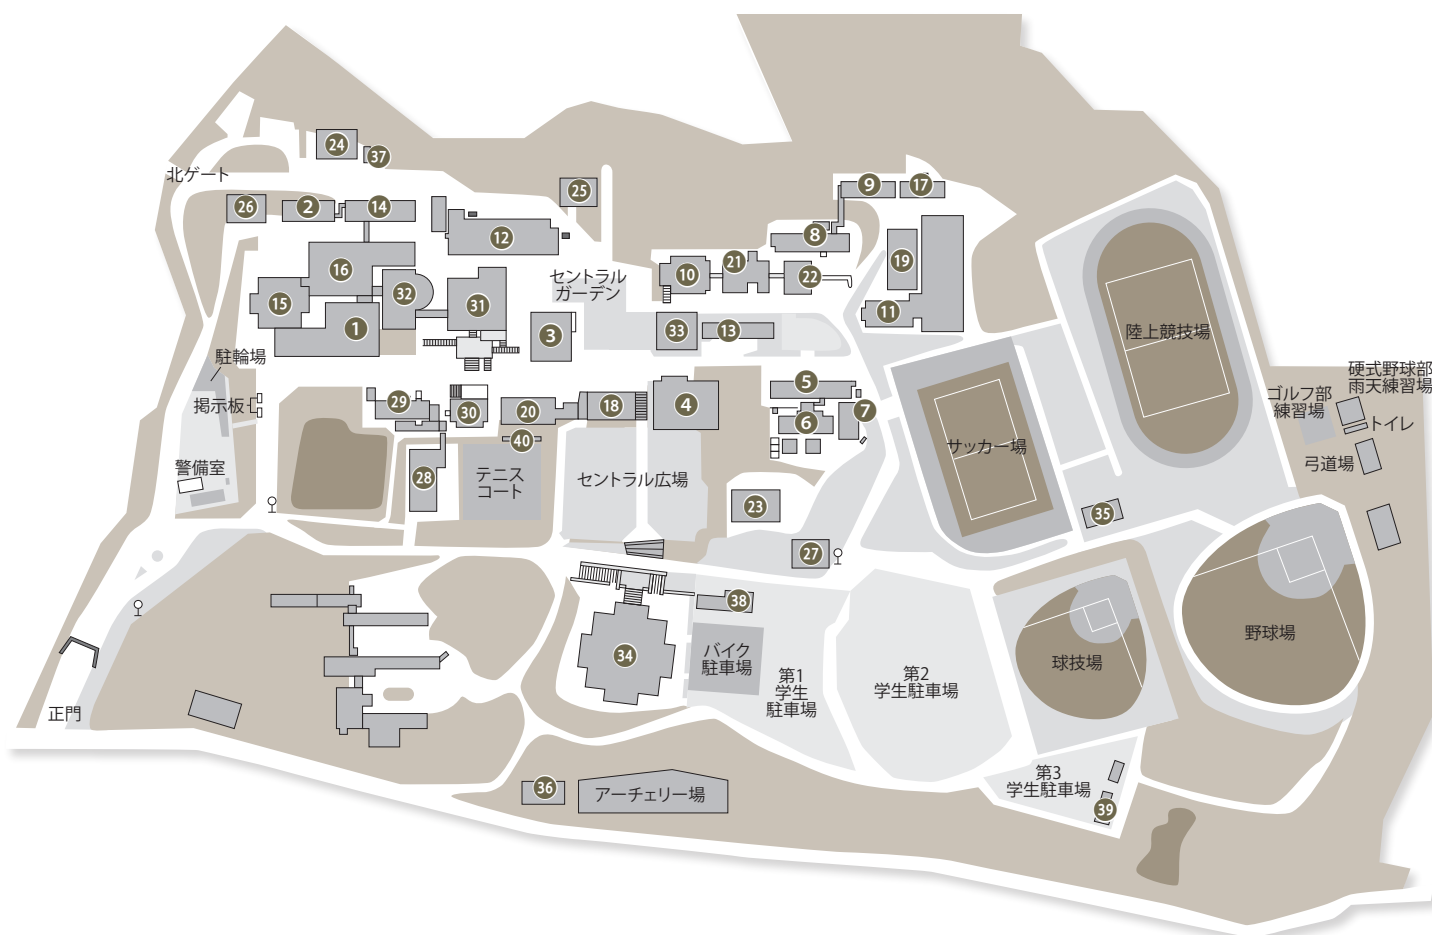 24
37
北ゲート
25
9
17
26
2
14
8
12
21
16
10
22
19
セントラル
ガーデン
32
15
31
11
1
3
33
13
陸上競技場
駐輪場
硬式野球部
雨天練習場
5
ゴルフ部
練習場
掲示板
29
30
20
18
4
7
6
トイレ
40
サッカー場
警備室
28
テニス
コート
セントラル広場
弓道場
23
35
27
38
34
バイク
駐車場
第1
学生
駐車場
第2
学生駐車場
球技場
野球場
正門
第3
学生駐車場
36
アーチェリー場
39